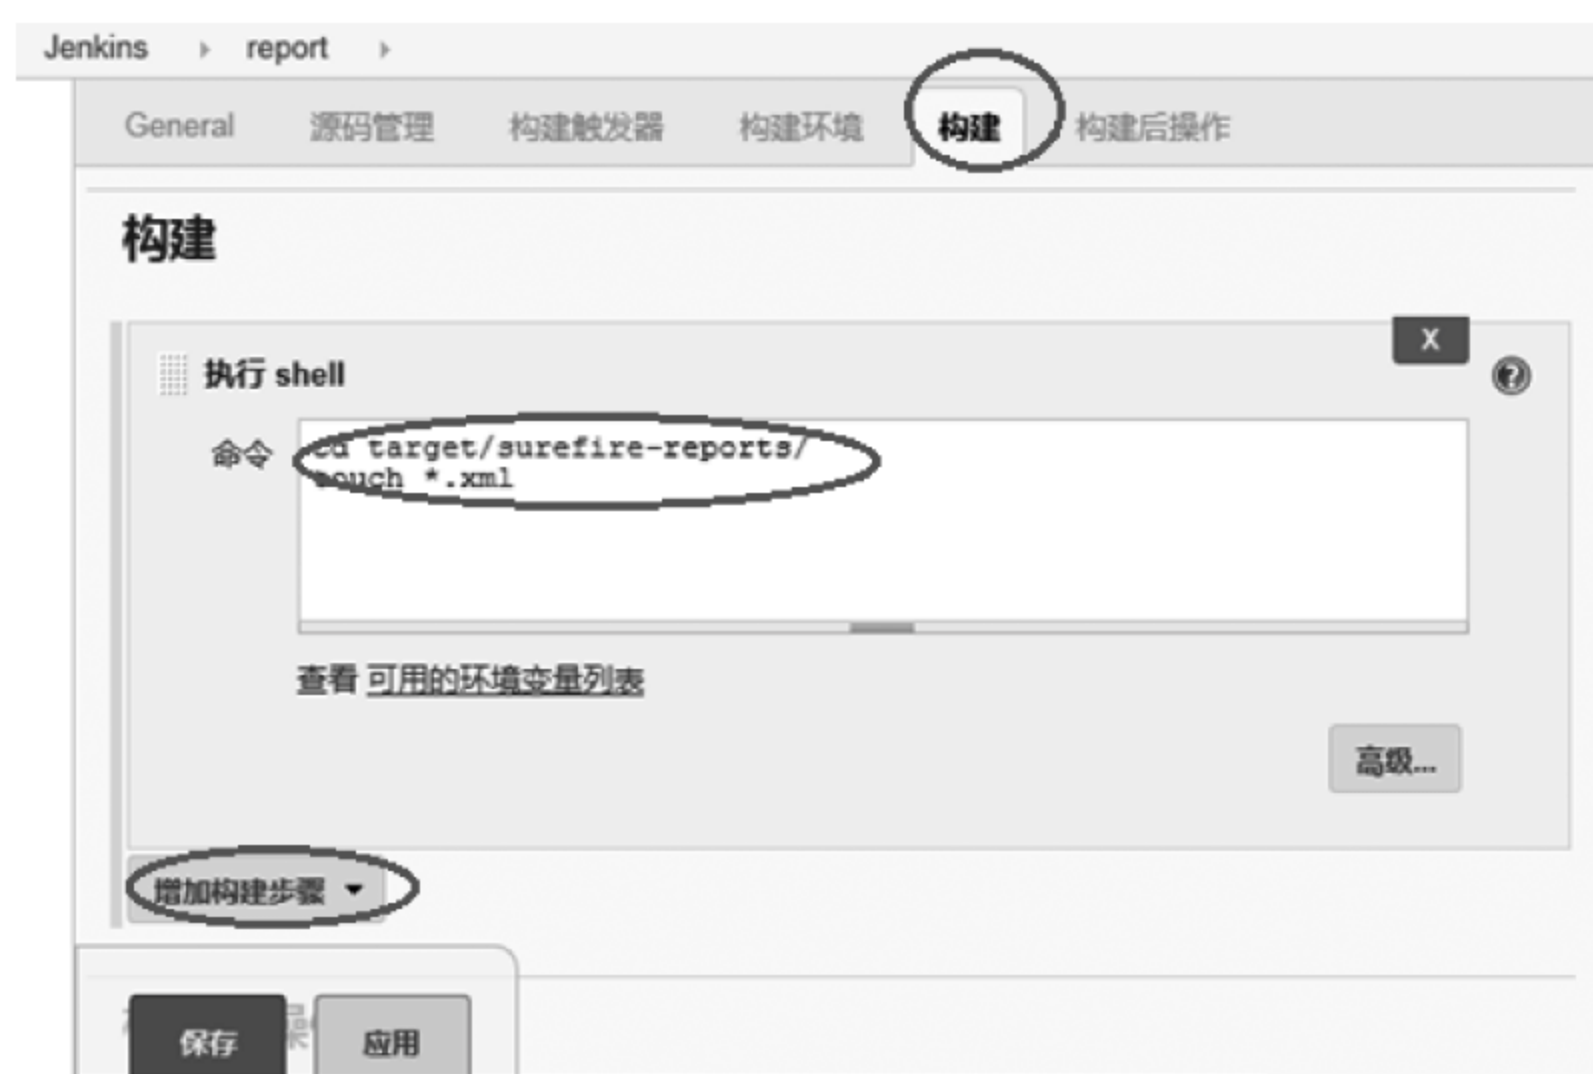 Jenkins report
General 源码管理 构建触发器 构建环境 构建 构建后操作
构建
X
执行 shell
命令
cd target/surefire-reports/
touch *.xml
查看 可用的环境变量列表
高级...
增加构建步骤
保存 应用